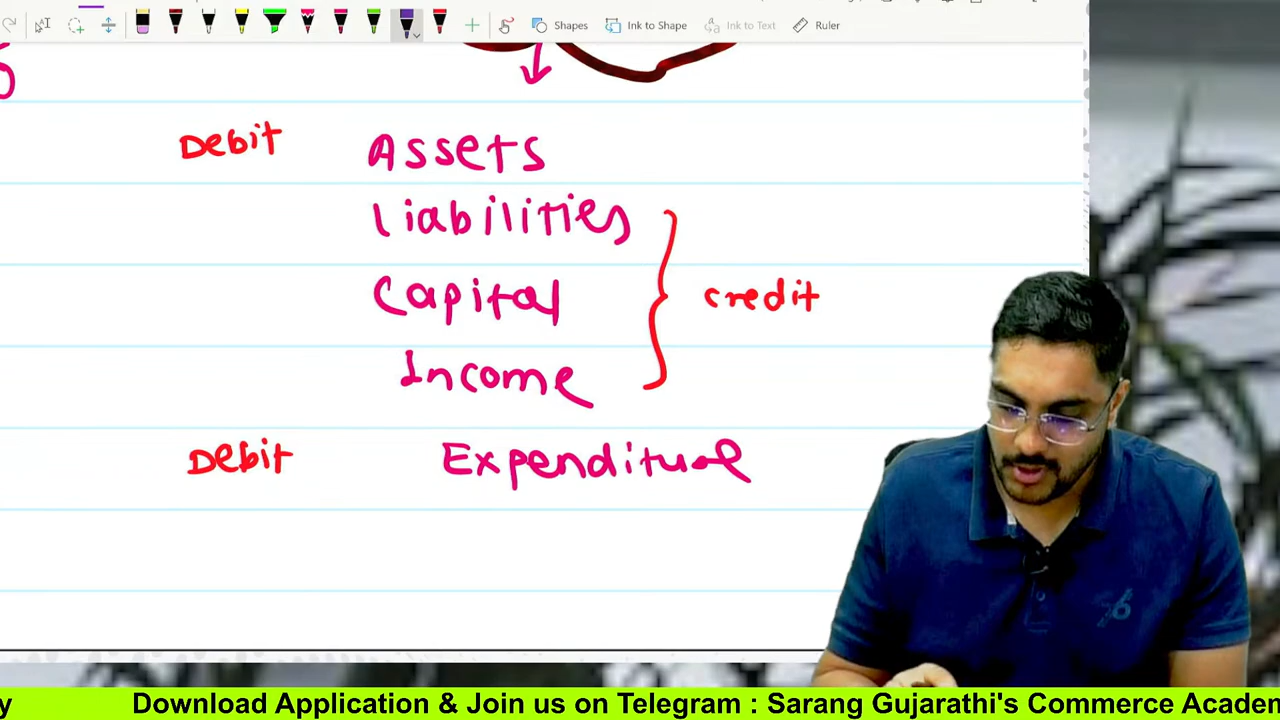 Shapes Ink to Shape Ink to Text Ruler
Debit Assets
Liabilities
Capital credit
Income
Debit Expenditure
y Download Application & Join us on Telegram : Sarang Gujarathi's Commerce Academ